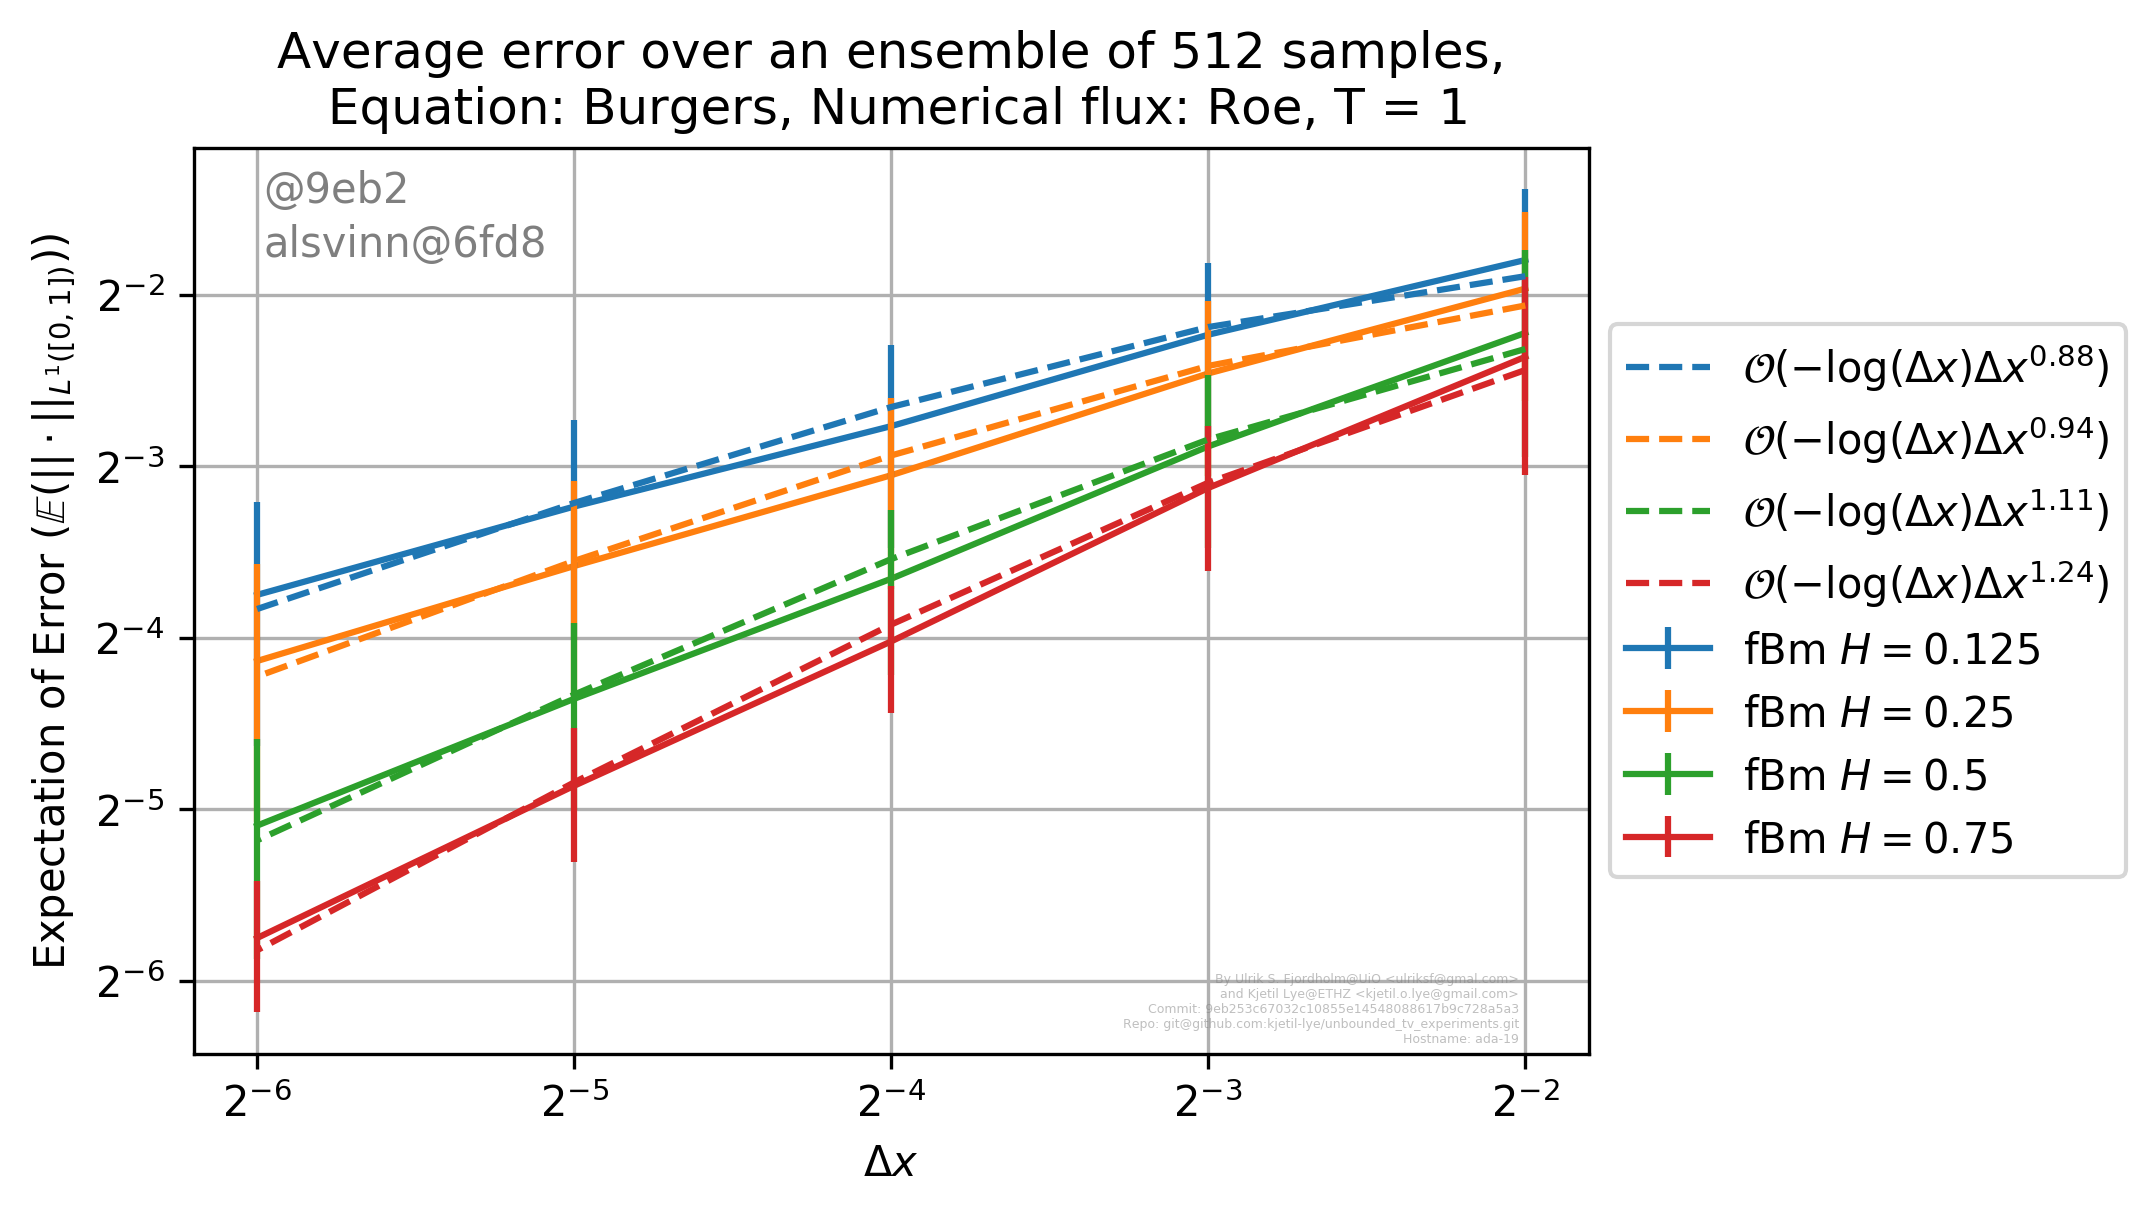 Average error over an ensemble of 512 samples,
Equation: Burgers, Numerical flux: Roe, T = 1
@9eb2
alsvinn@6fd8
Expectation of Error (𝔼(||·||_{L^1([0,1])}))
2^{-2}
2^{-3}
2^{-4}
2^{-5}
2^{-6}
2^{-6} 2^{-5} 2^{-4} 2^{-3} 2^{-2}
Δx
𝒪(−log(Δx)Δx^{0.88})
𝒪(−log(Δx)Δx^{0.94})
𝒪(−log(Δx)Δx^{1.11})
𝒪(−log(Δx)Δx^{1.24})
fBm H = 0.125
fBm H = 0.25
fBm H = 0.5
fBm H = 0.75
By Ulrik S. Fjordholm@UiO <ulriksf@gmal.com>
and Kjetil Lye@ETHZ <kjetil.o.lye@gmail.com>
Commit: 9eb253c67032c10855e14548088617b9c728a5a3
Repo: git@github.com:kjetil-lye/unbounded_tv_experiments.git
Hostname: ada-19